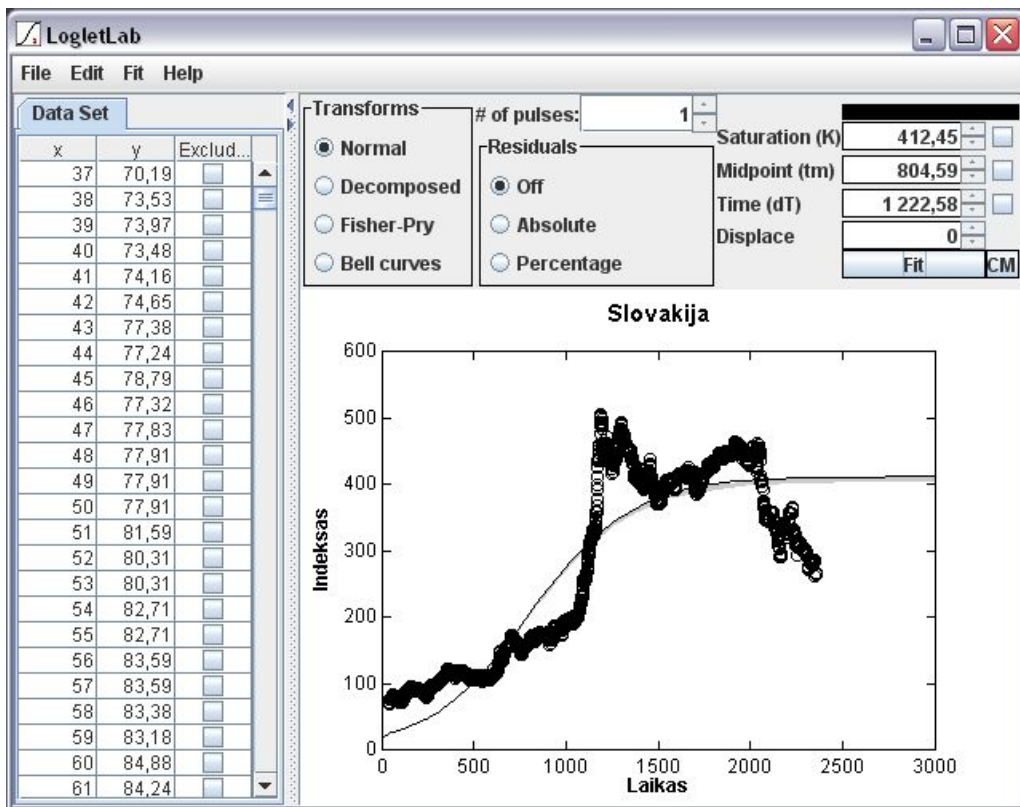 LogletLab
File Edit Fit Help
Data Set
x y Exclud...
37 70,19
38 73,53
39 73,97
40 73,48
41 74,16
42 74,65
43 77,38
44 77,24
45 78,79
46 77,32
47 77,83
48 77,91
49 77,91
50 77,91
51 81,59
52 80,31
53 80,31
54 82,71
55 82,71
56 83,59
57 83,59
58 83,38
59 83,18
60 84,88
61 84,24
Transforms
Normal
Decomposed
Fisher-Pry
Bell curves
# of pulses: 1
Residuals
Off
Absolute
Percentage
Saturation (K) 412,45
Midpoint (tm) 804,59
Time (dT) 1 222,58
Displace 0
Fit CM
Slovakija
600
500
400
300
200
100
0
Indeksas
0 500 1000 1500 2000 2500 3000
Laikas